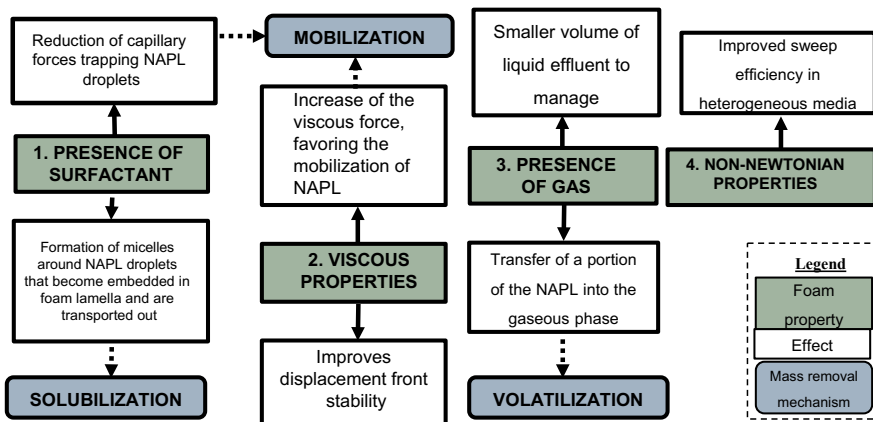 Reduction of capillary
forces trapping NAPL
droplets
MOBILIZATION
Smaller volume of
liquid effluent to
manage
Improved sweep
efficiency in
heterogeneous media
1. PRESENCE OF
SURFACTANT
Increase of the
viscous force,
favoring the
mobilization of
NAPL
3. PRESENCE
OF GAS
4. NON-NEWTONIAN
PROPERTIES
Formation of micelles
around NAPL droplets
that become embedded in
foam lamella and are
transported out
2. VISCOUS
PROPERTIES
Transfer of a portion
of the NAPL into the
gaseous phase
SOLUBILIZATION
Improves
displacement front
stability
VOLATILIZATION
Legend
Foam
property
Effect
Mass removal
mechanism